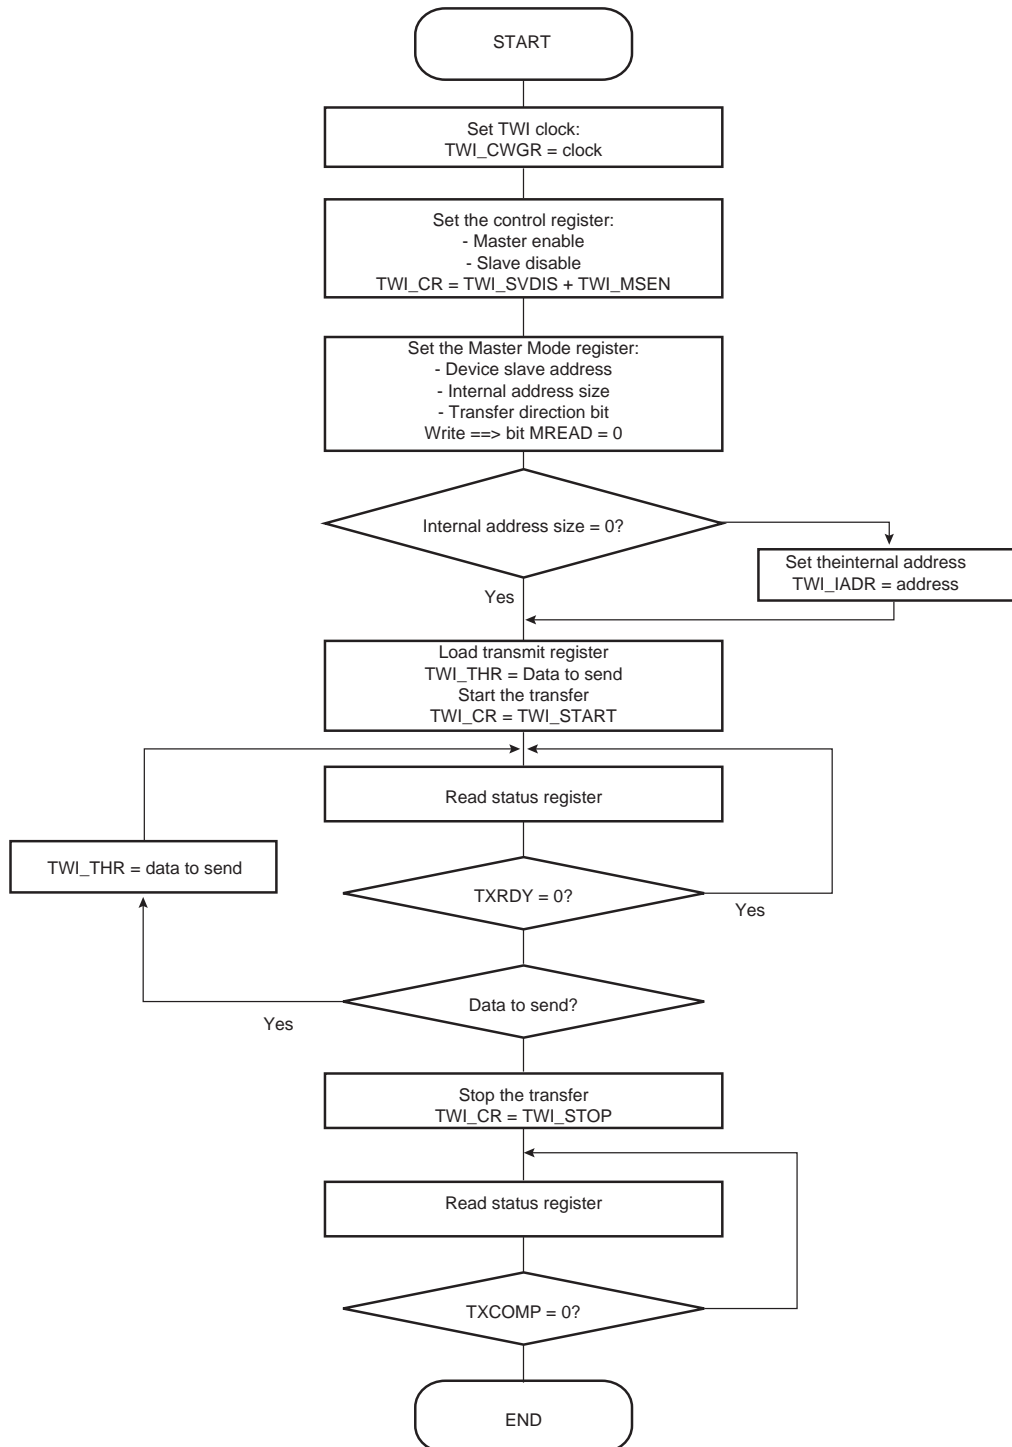 START
Set TWI clock:
TWI_CWGR = clock
Set the control register:
- Master enable
- Slave disable
TWI_CR = TWI_SVDIS + TWI_MSEN
Set the Master Mode register:
- Device slave address
- Internal address size
- Transfer direction bit
Write ==> bit MREAD = 0
Internal address size = 0?
Set theinternal address
TWI_IADR = address
Yes
Load transmit register
TWI_THR = Data to send
Start the transfer
TWI_CR = TWI_START
Read status register
TWI_THR = data to send
TXRDY = 0?
Yes
Data to send?
Yes
Stop the transfer
TWI_CR = TWI_STOP
Read status register
TXCOMP = 0?
END